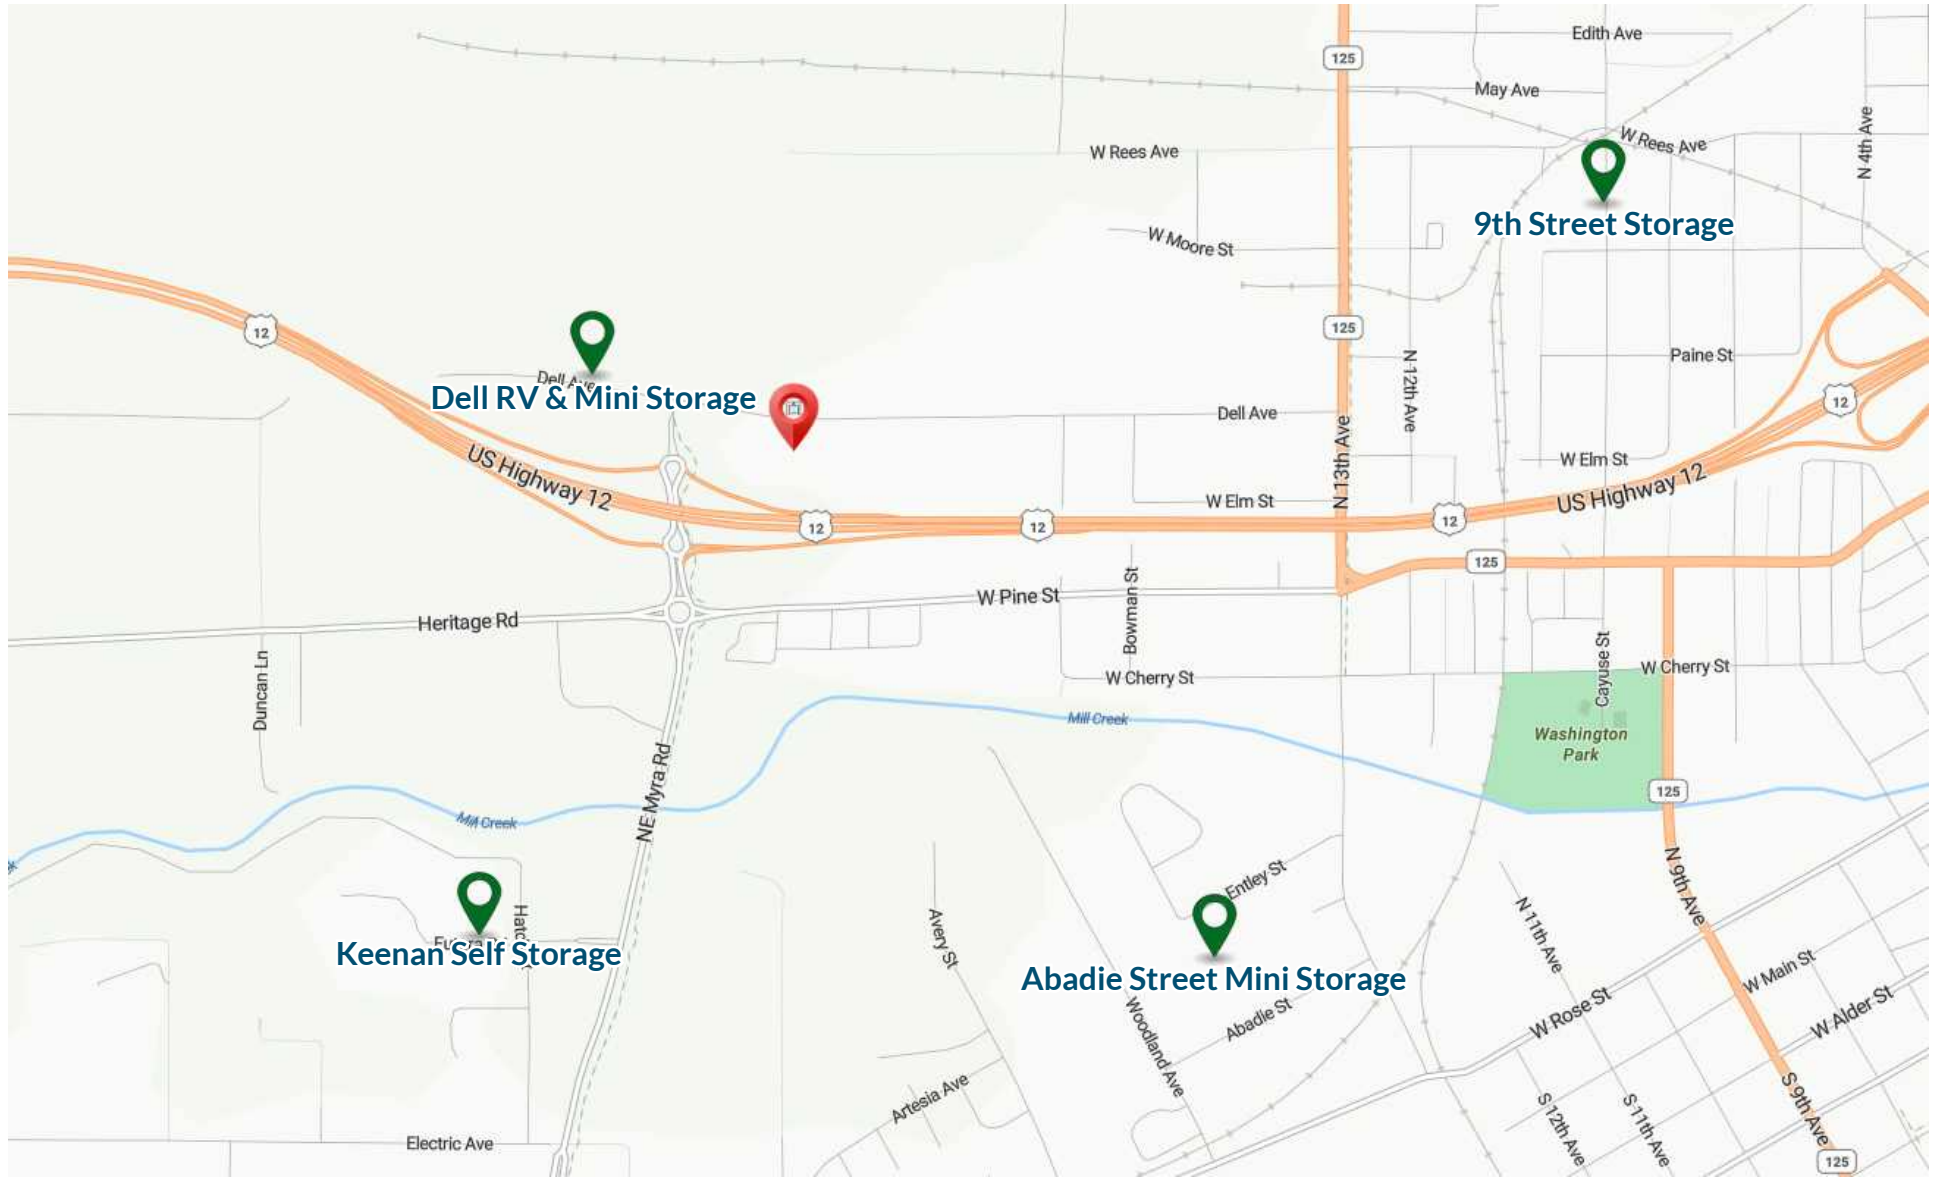 Edith Ave
125
May Ave
W Rees Ave
W Rees Ave
N 4th Ave
9th Street Storage
W Moore St
12
125
N 12th Ave
Paine St
Dell Ave
Dell RV & Mini Storage
12
Dell Ave
N 13th Ave
W Elm St
US Highway 12
US Highway 12
W Elm St
12
12
12
125
W Pine St
Bowman St
Heritage Rd
Duncan Ln
Cayuse St
W Cherry St
W Cherry St
Mill Creek
Washington
Park
NE Myra Rd
125
Mill Creek
Entley St
N 9th Ave
N 11th Ave
Avery St
Keenan Self Storage
Abadie Street Mini Storage
W Main St
W Rose St
W Alder St
Abadie St
Woodland Ave
Artesia Ave
S 9th Ave
S 12th Ave
S 11th Ave
Electric Ave
125